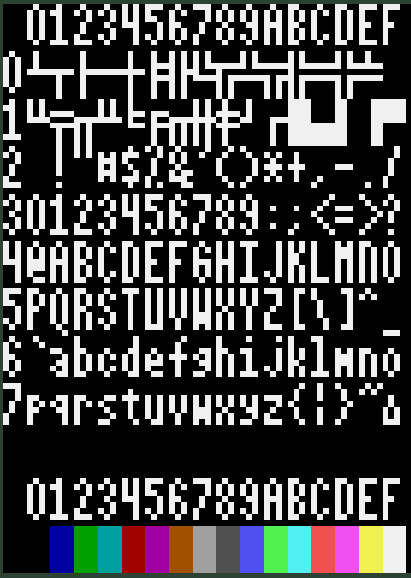 0123456789ABCDEF
0
1
2 !"#$%&'()*+,-./
30123456789:;<=>?
4@ABCDEFGHIJKLMNO
5PQRSTUVWXYZ[\]^_
6`abcdefghijklmno
7pqrstuvwxyz{|}~
0123456789ABCDEF